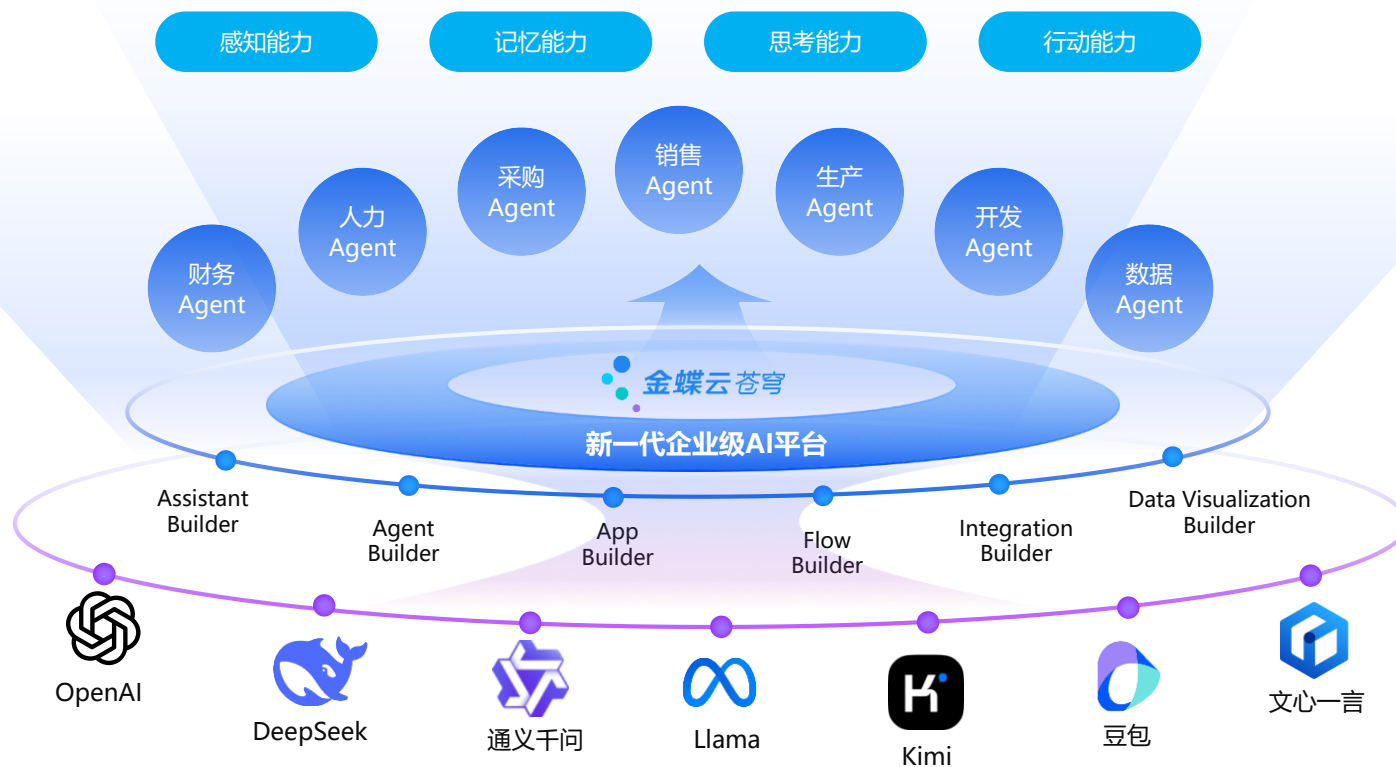 感知能力
记忆能力
思考能力
行动能力
财务
Agent
人力
Agent
采购
Agent
销售
Agent
生产
Agent
开发
Agent
数据
Agent
金蝶云苍穹
新一代企业级AI平台
Assistant
Builder
Agent
Builder
App
Builder
Flow
Builder
Integration
Builder
Data Visualization
Builder
OpenAI
DeepSeek
通义千问
Llama
Kimi
豆包
文心一言